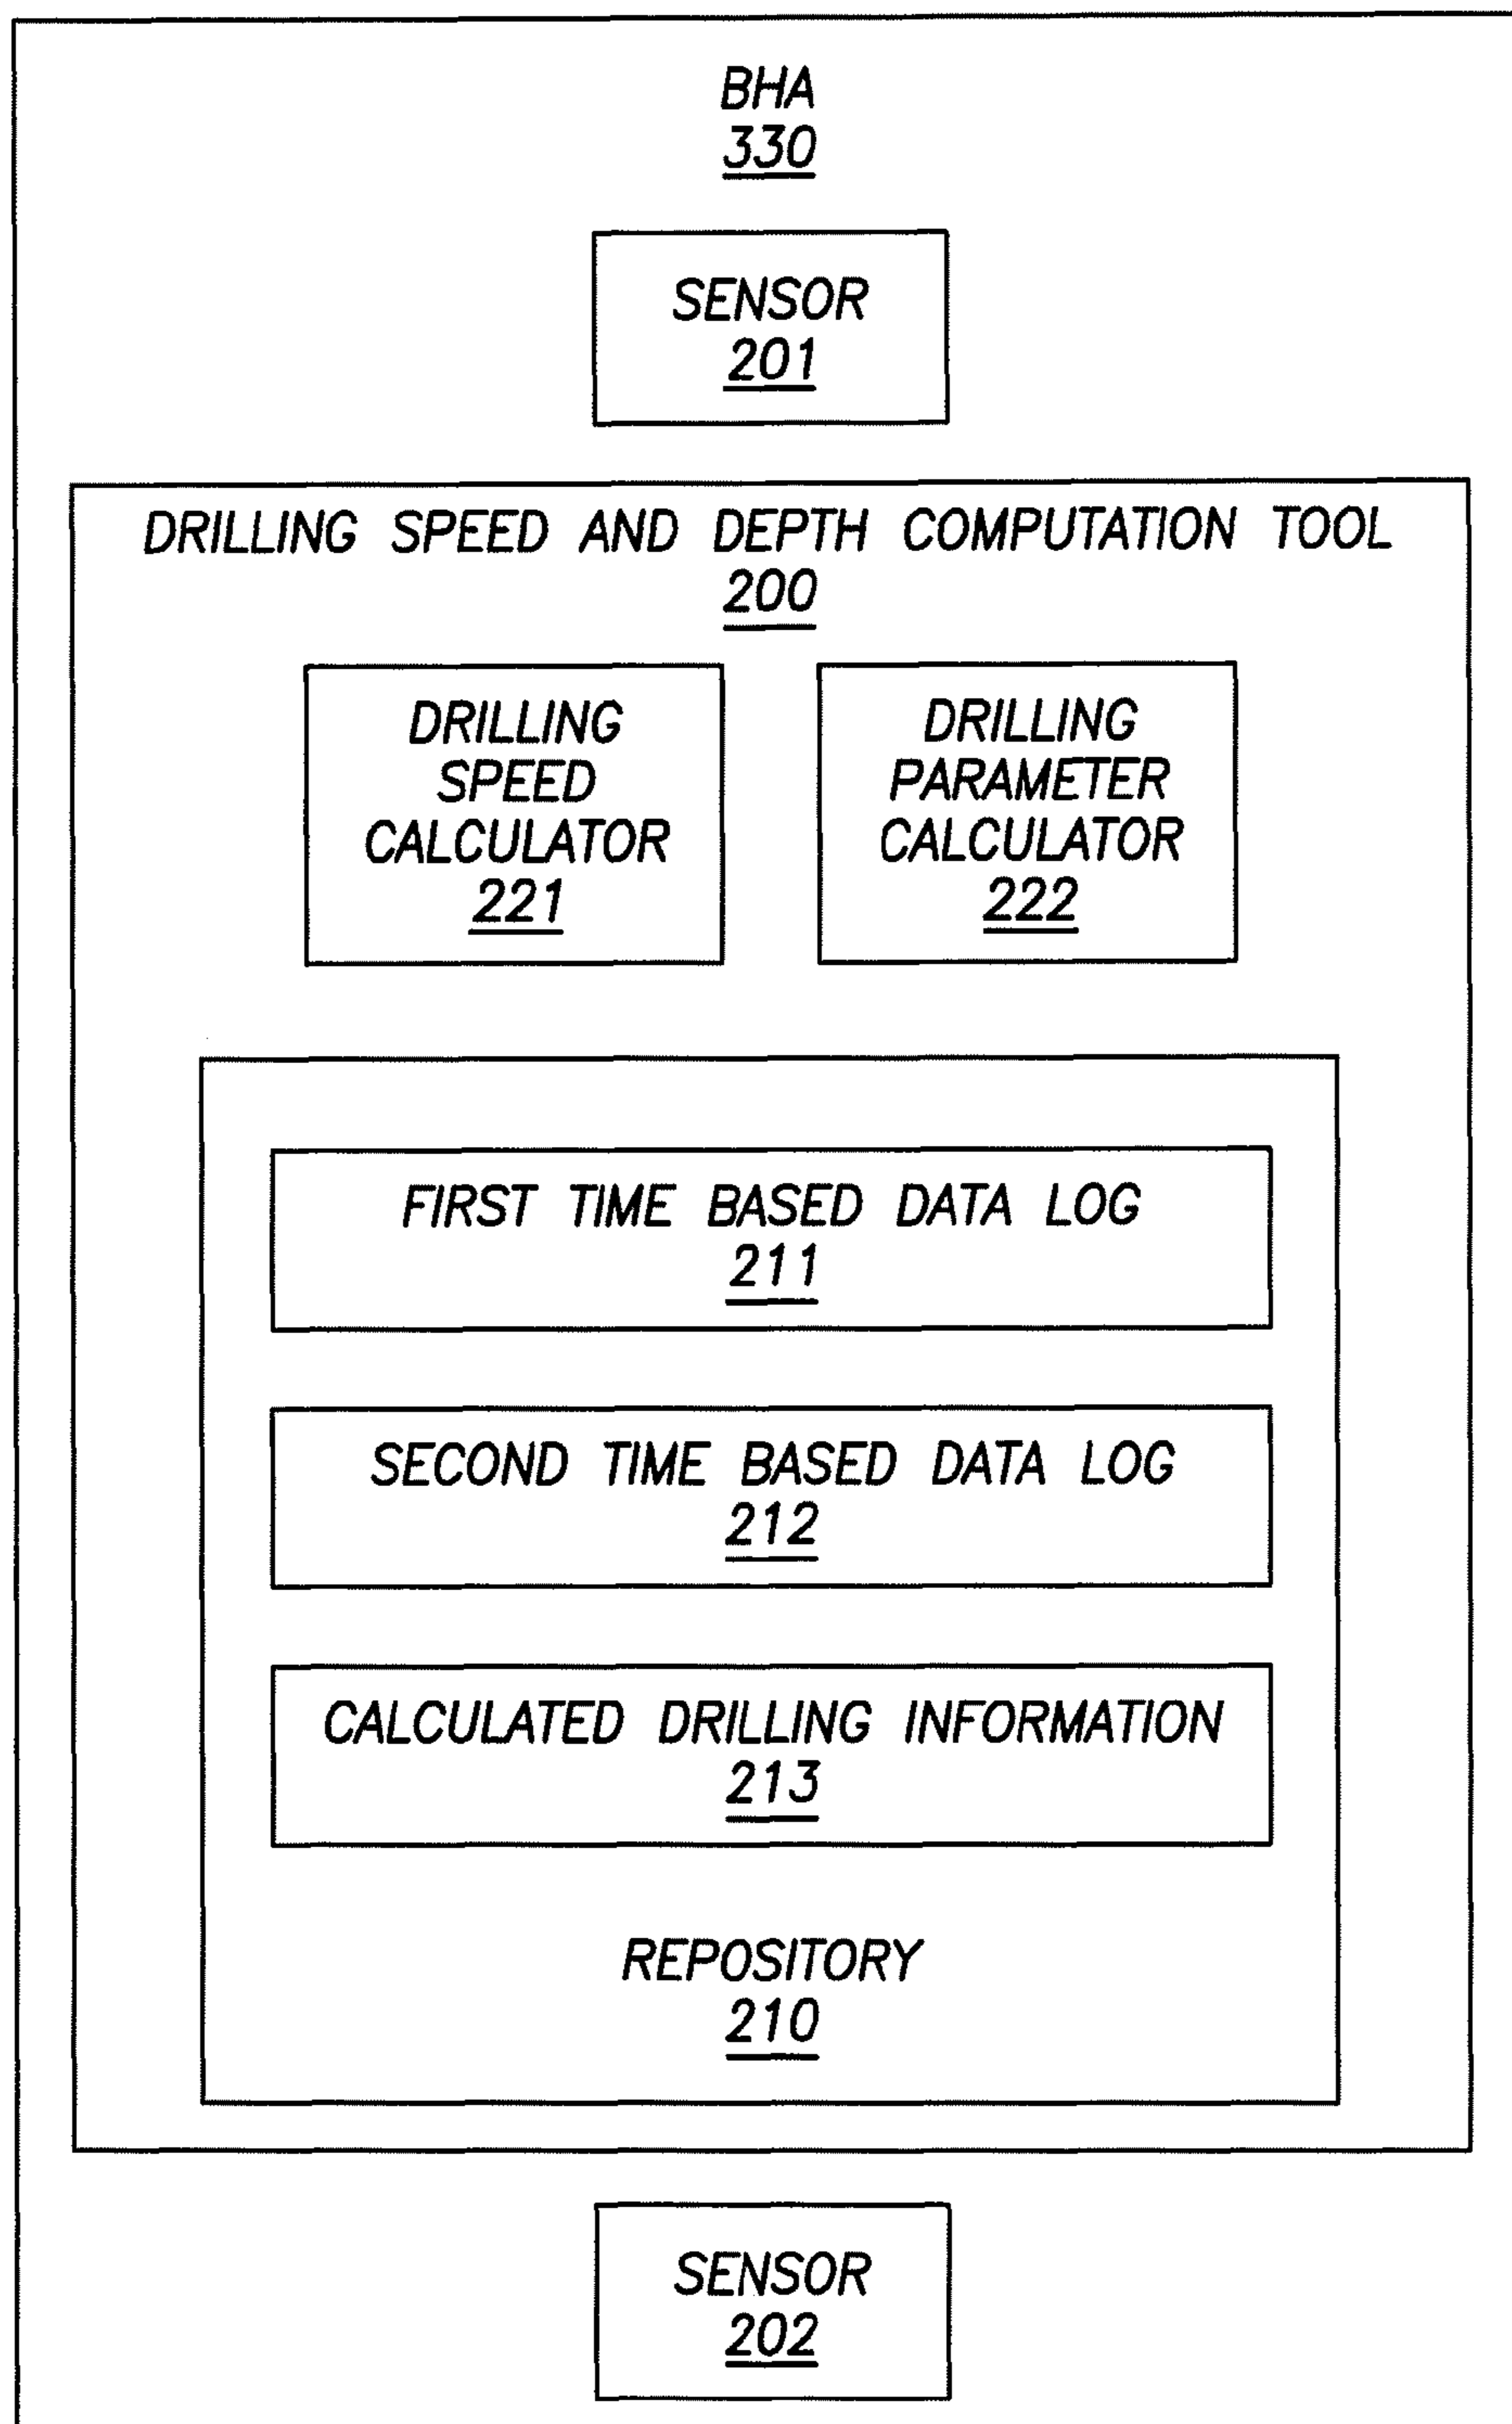 BHA
330
SENSOR
201
DRILLING SPEED AND DEPTH COMPUTATION TOOL
200
DRILLING
SPEED
CALCULATOR
221
DRILLING
PARAMETER
CALCULATOR
222
FIRST TIME BASED DATA LOG
211
SECOND TIME BASED DATA LOG
212
CALCULATED DRILLING INFORMATION
213
REPOSITORY
210
SENSOR
202